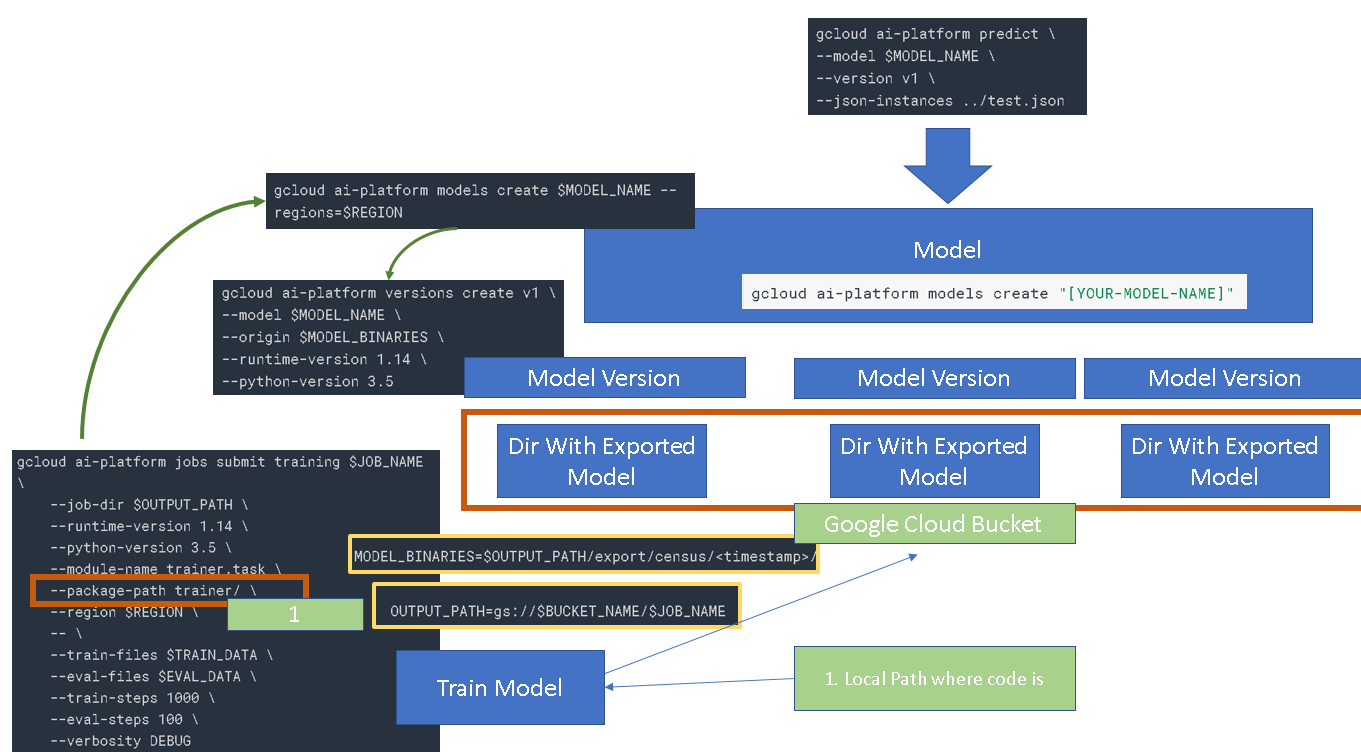 gcloud ai-platform predict \
--model $MODEL_NAME \
--version v1 \
--json-instances ../test.json
gcloud ai-platform models create $MODEL_NAME --
regions=$REGION
Model
gcloud ai-platform models create "[YOUR-MODEL-NAME]"
gcloud ai-platform versions create v1 \
--model $MODEL_NAME \
--origin $MODEL_BINARIES \
--runtime-version 1.14 \
--python-version 3.5
Model Version
Model Version
Model Version
Dir With Exported
Model
Dir With Exported
Model
Dir With Exported
Model
Google Cloud Bucket
gcloud ai-platform jobs submit training $JOB_NAME
\
--job-dir $OUTPUT_PATH \
--runtime-version 1.14 \
--python-version 3.5 \
--module-name trainer.task \
--package-path trainer/ \
--region $REGION \
-- \
--train-files $TRAIN_DATA \
--eval-files $EVAL_DATA \
--train-steps 1000 \
--eval-steps 100 \
--verbosity DEBUG
1
MODEL_BINARIES=$OUTPUT_PATH/export/census/<timestamp>/
OUTPUT_PATH=gs://$BUCKET_NAME/$JOB_NAME
Train Model
1. Local Path where code is